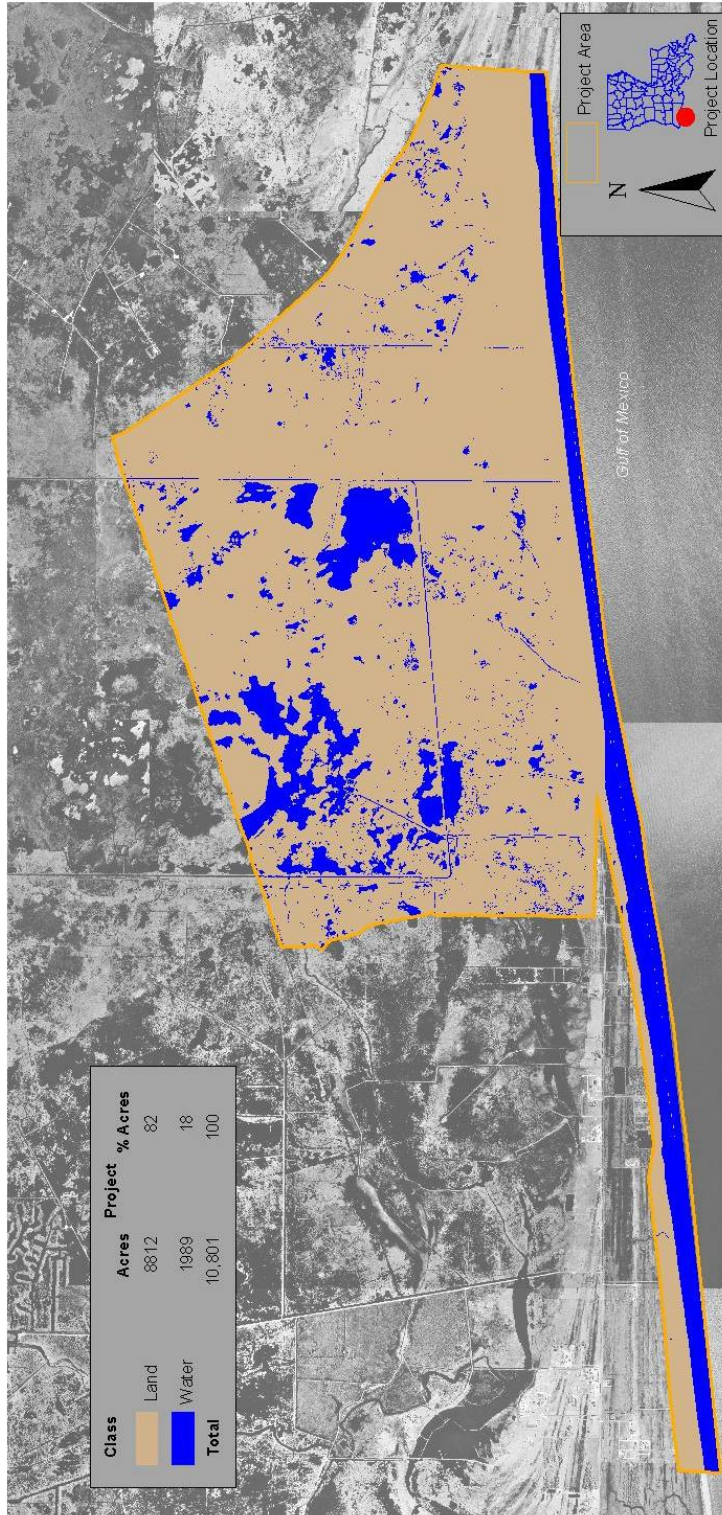 Class Acres Project % Acres
Land 8812 82
Water 1989 18
Total 10,801 100
Gulf of Mexico
Project Area
N
Project Location